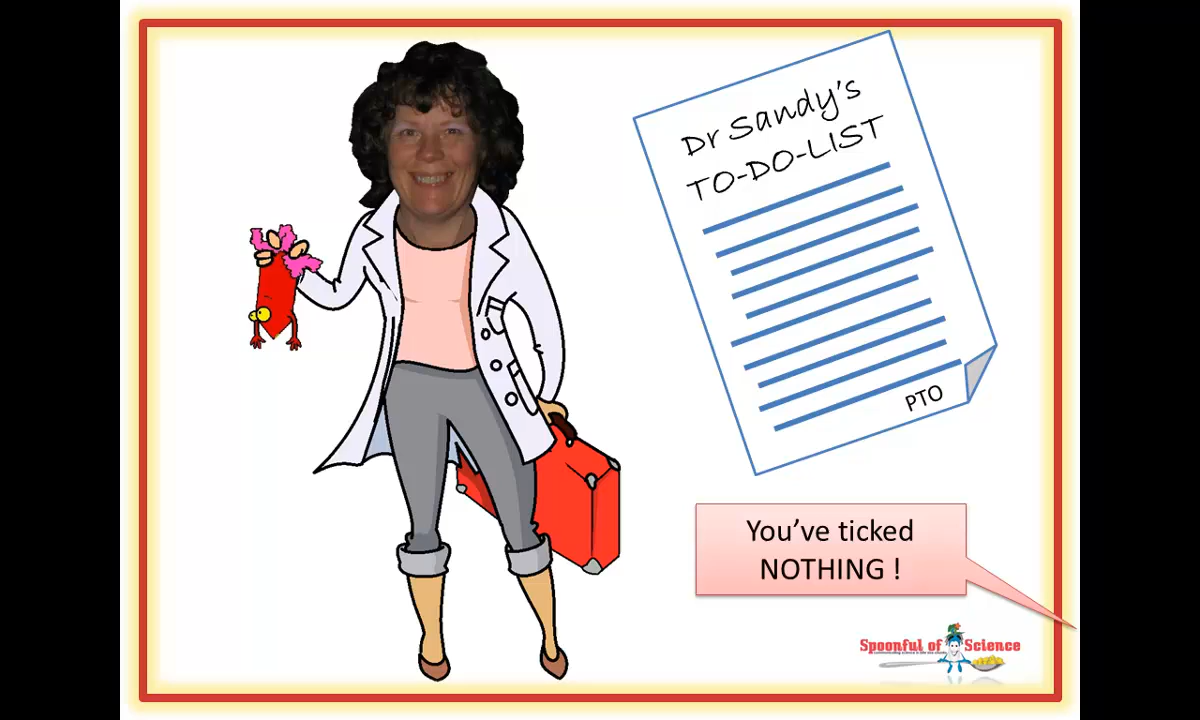 Dr Sandy's
TO-DO-LIST
PTO
You've ticked
NOTHING !
Spoonful of Science